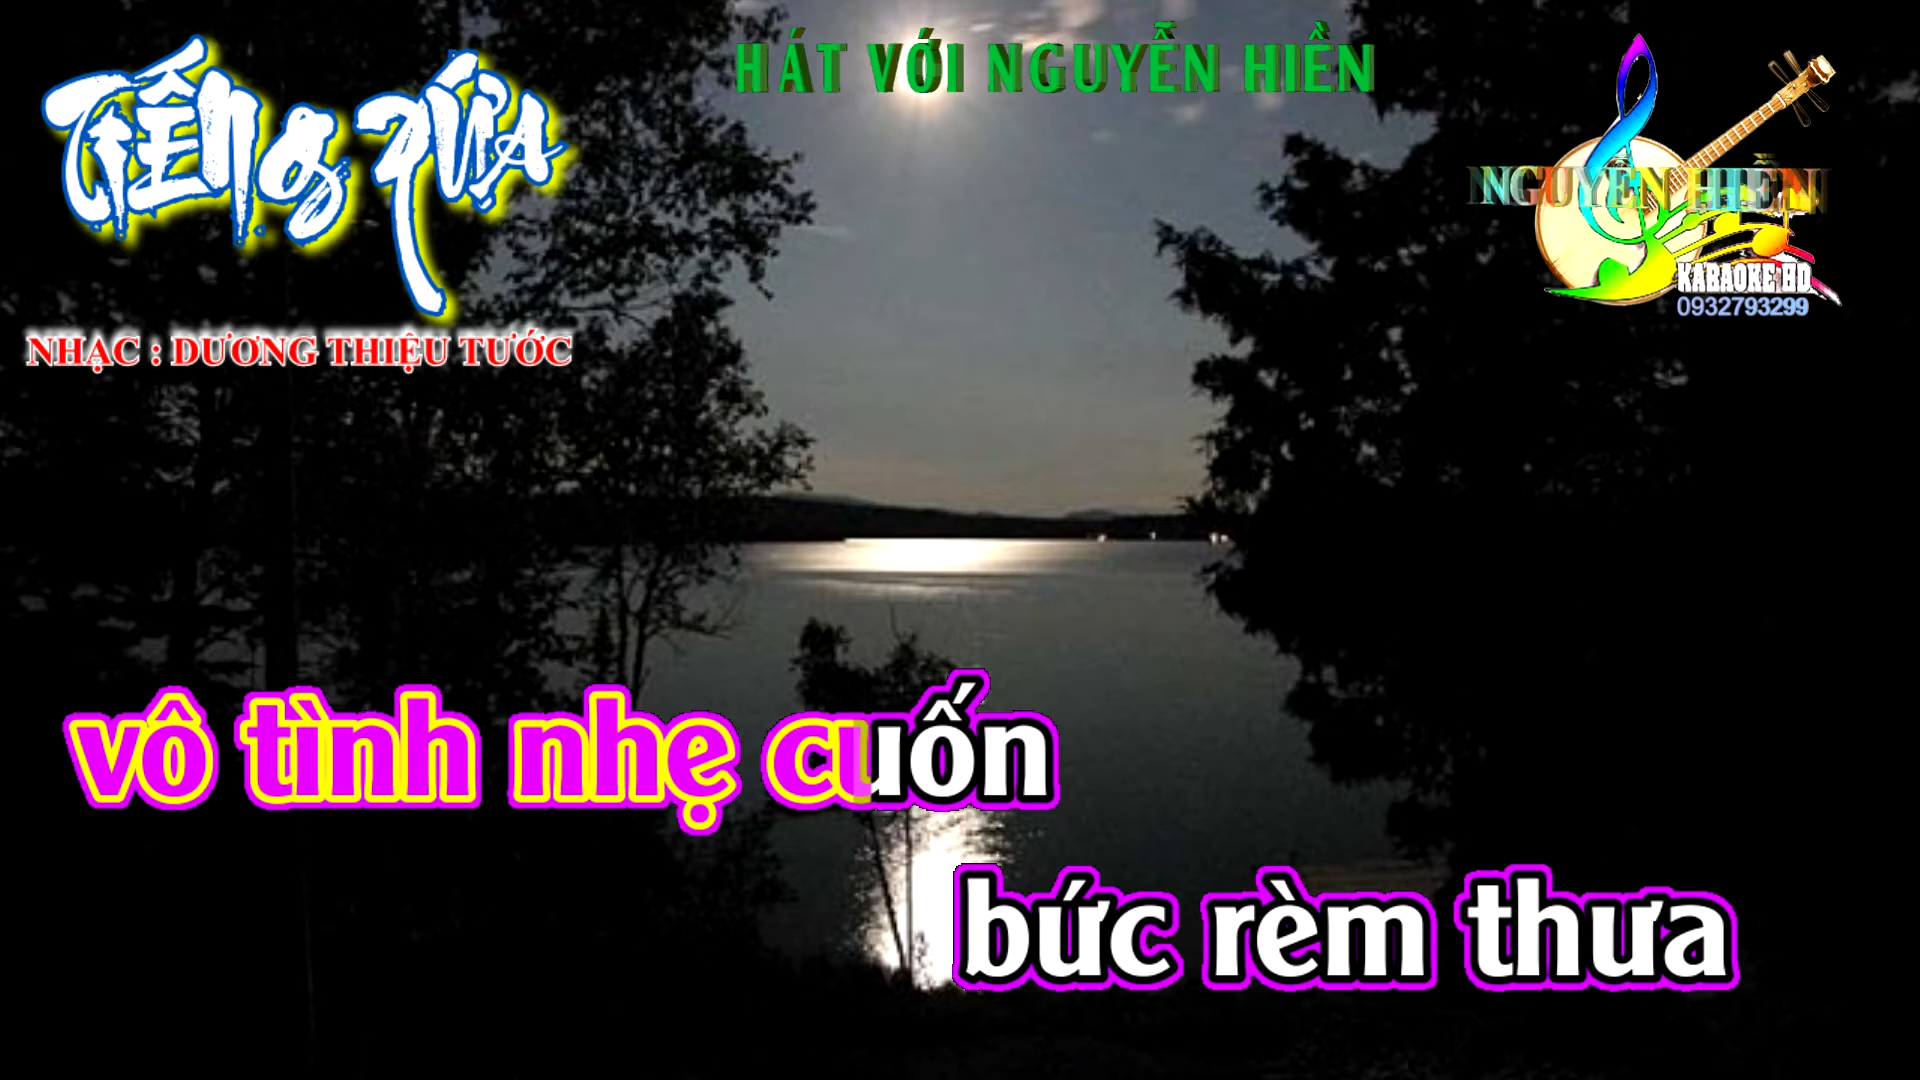 HÁT VỚI NGUYỄN HIỀN
TIẾNG XƯA
NHẠC : DƯƠNG THIỆU TƯỚC
NGUYỄN HIỀN
KARAOKE HD
0932793299
vô tình nhẹ cuốn
bức rèm thưa